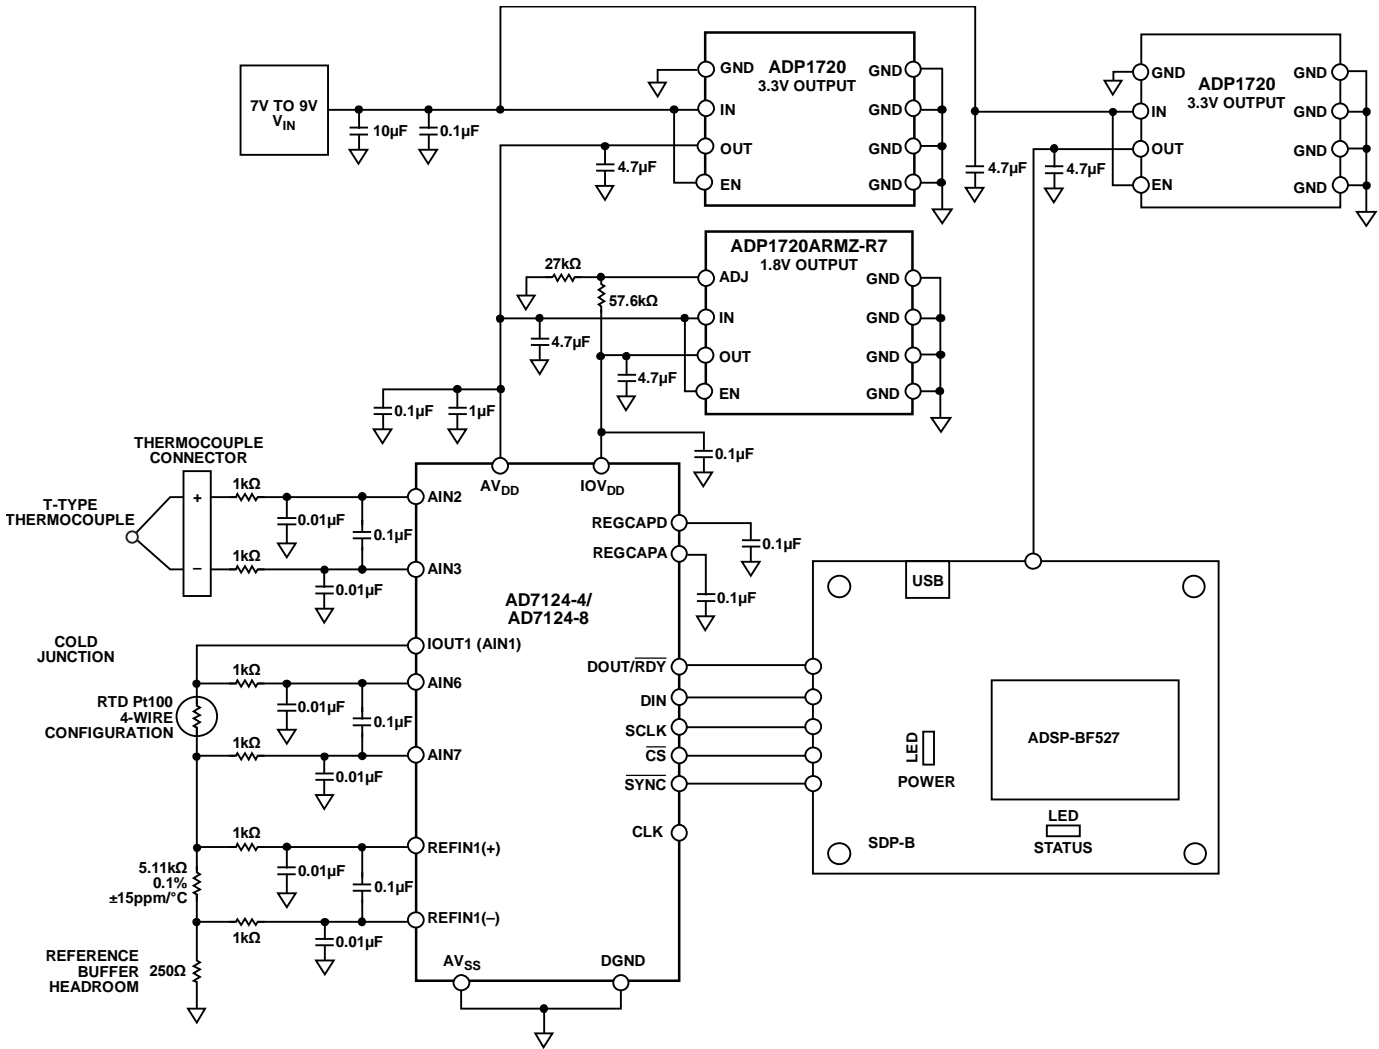 7V TO 9V
VIN
10µF
0.1µF
4.7µF
GND
IN
OUT
EN
ADP1720
3.3V OUTPUT
GND
GND
GND
GND
4.7µF
4.7µF
GND
IN
OUT
EN
ADP1720
3.3V OUTPUT
GND
GND
GND
GND
27kΩ
57.6kΩ
4.7µF
4.7µF
ADP1720ARMZ-R7
1.8V OUTPUT
ADJ
IN
OUT
EN
GND
GND
GND
GND
0.1µF
1µF
0.1µF
THERMOCOUPLE
CONNECTOR
T-TYPE
THERMOCOUPLE
+
–
1kΩ
0.01µF
0.1µF
1kΩ
0.01µF
COLD
JUNCTION
RTD Pt100
4-WIRE
CONFIGURATION
1kΩ
0.01µF
0.1µF
1kΩ
0.01µF
1kΩ
0.01µF
0.1µF
5.11kΩ
0.1%
±15ppm/°C
1kΩ
0.01µF
REFERENCE
BUFFER
HEADROOM
250Ω
AVDD
IOVDD
AIN2
AIN3
IOUT1 (AIN1)
AIN6
AIN7
REFIN1(+)
REFIN1(–)
AVSS
DGND
AD7124-4/
AD7124-8
REGCAPD
REGCAPA
0.1µF
0.1µF
DOUT/RDY
DIN
SCLK
CS
SYNC
CLK
USB
ADSP-BF527
LED
POWER
LED
STATUS
SDP-B